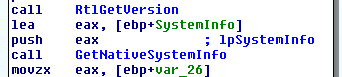 call    RtlGetVersion
lea     eax, [ebp+SystemInfo]
push    eax             ; lpSystemInfo
call    GetNativeSystemInfo
movzx   eax, [ebp+var_26]